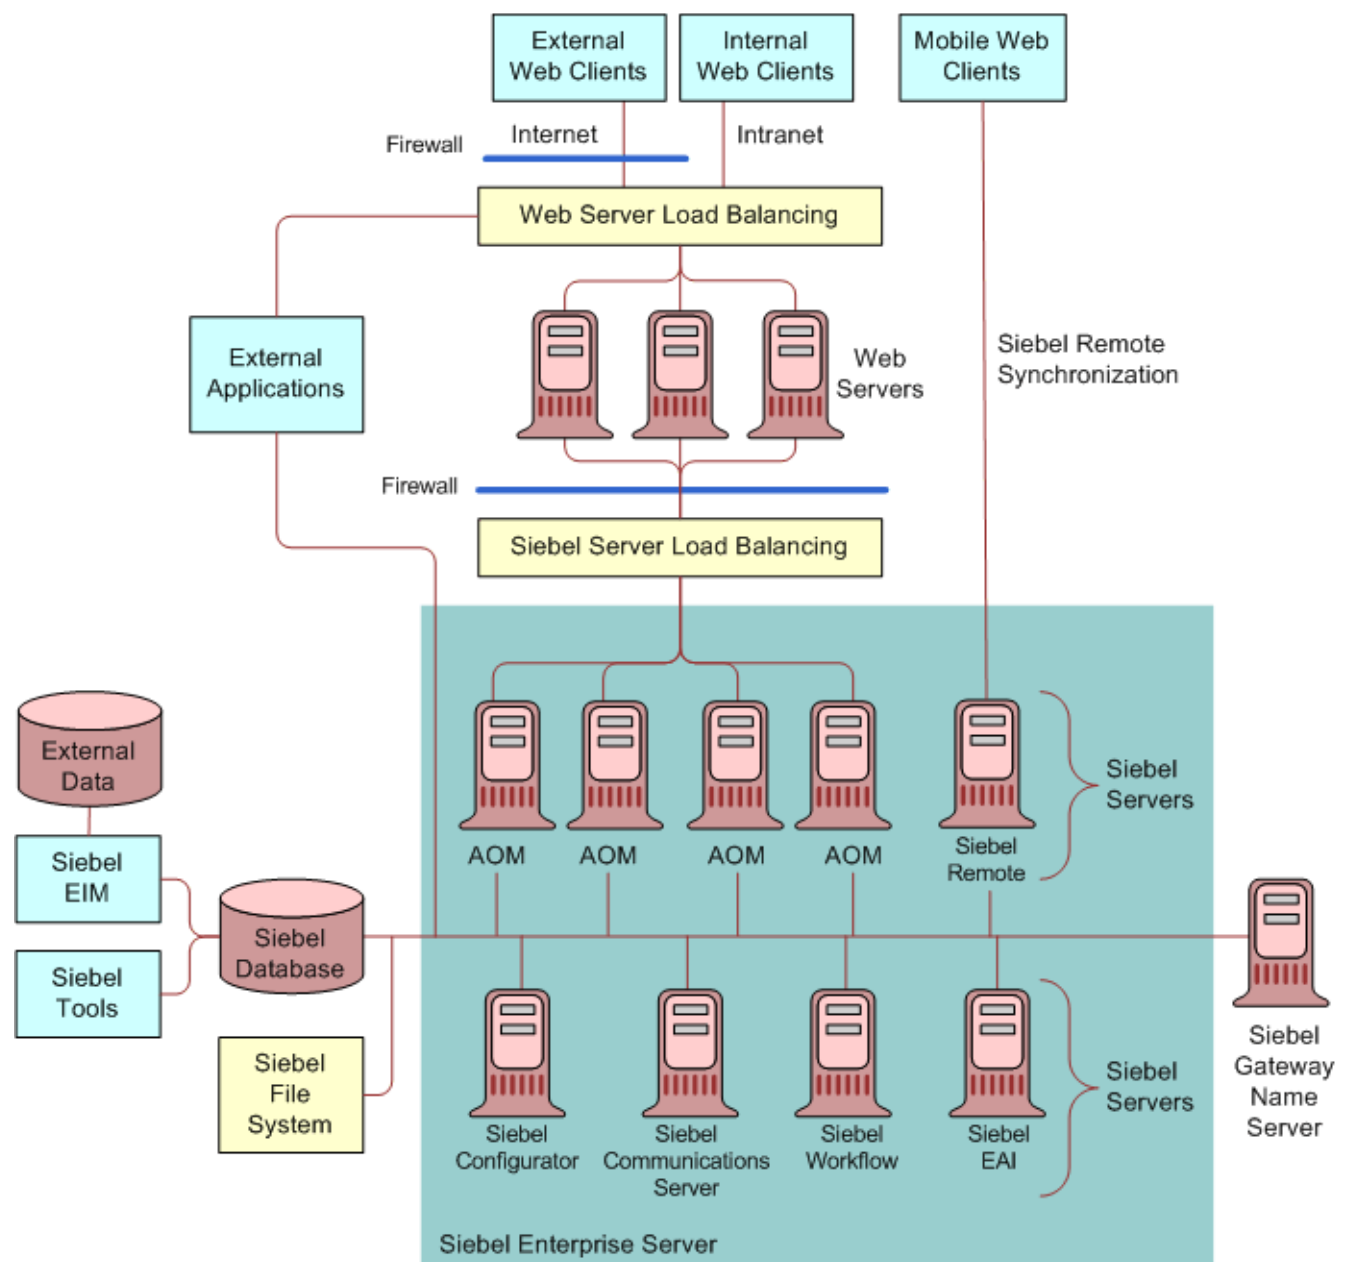 External
Web Clients
Internal
Web Clients
Mobile Web
Clients
Firewall
Internet
Intranet
Web Server Load Balancing
External
Applications
Web
Servers
Siebel Remote
Synchronization
Firewall
Siebel Server Load Balancing
External
Data
Siebel
EIM
Siebel
Tools
Siebel
Database
Siebel
File
System
AOM
AOM
AOM
AOM
Siebel
Remote
Siebel
Servers
Siebel
Configurator
Siebel
Communications
Server
Siebel
Workflow
Siebel
EAI
Siebel
Servers
Siebel
Gateway
Name
Server
Siebel Enterprise Server